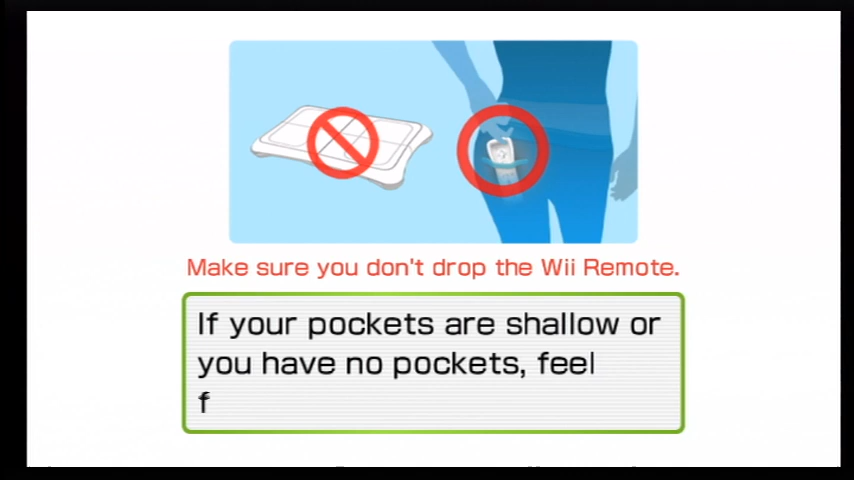 Make sure you don't drop the Wii Remote.
If your pockets are shallow or
you have no pockets, feel
f